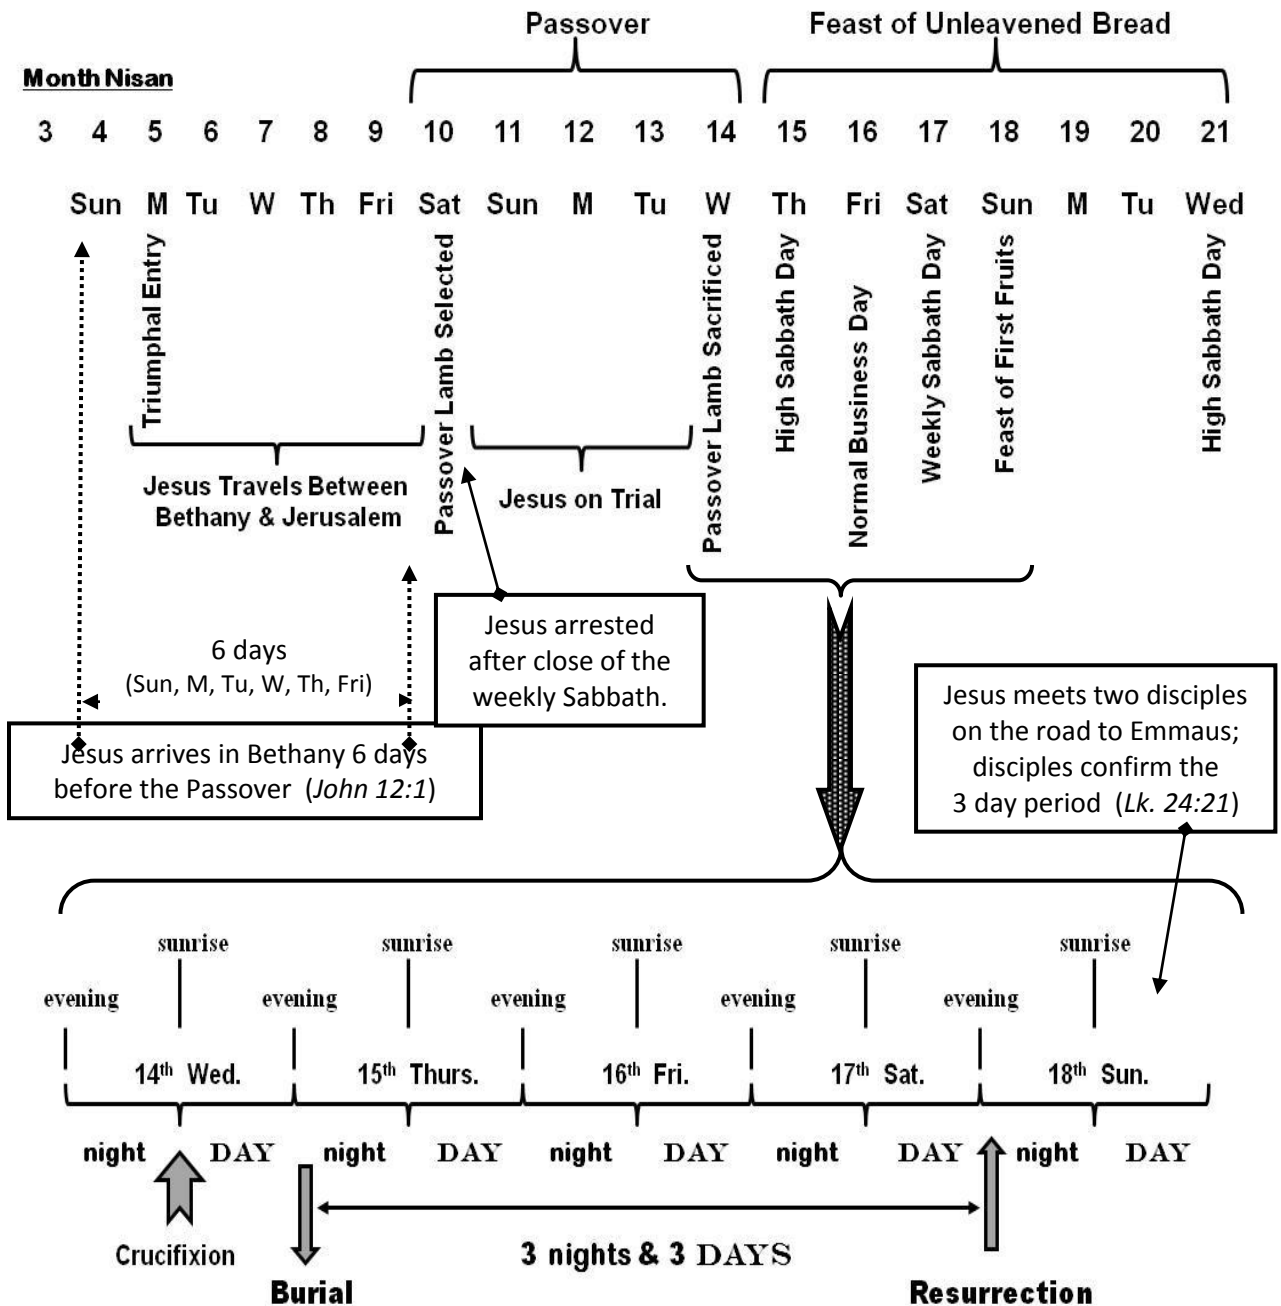 Passover
Feast of Unleavened Bread
Month Nisan
3 4 5 6 7 8 9 10 11 12 13 14 15 16 17 18 19 20 21
Sun M Tu W Th Fri Sat Sun M Tu W Th Fri Sat Sun M Tu Wed
Triumphal Entry
Passover Lamb Selected
Passover Lamb Sacrificed
High Sabbath Day
Normal Business Day
Weekly Sabbath Day
Feast of First Fruits
High Sabbath Day
Jesus Travels Between
Bethany & Jerusalem
Jesus on Trial
Jesus arrested
after close of the
weekly Sabbath.
6 days
(Sun, M, Tu, W, Th, Fri)
Jesus arrives in Bethany 6 days
before the Passover (John 12:1)
Jesus meets two disciples
on the road to Emmaus;
disciples confirm the
3 day period (Lk. 24:21)
sunrise sunrise sunrise sunrise sunrise
evening evening evening evening evening
14th Wed. 15th Thurs. 16th Fri. 17th Sat. 18th Sun.
night DAY night DAY night DAY night DAY night DAY
Crucifixion
3 nights & 3 DAYS
Burial
Resurrection